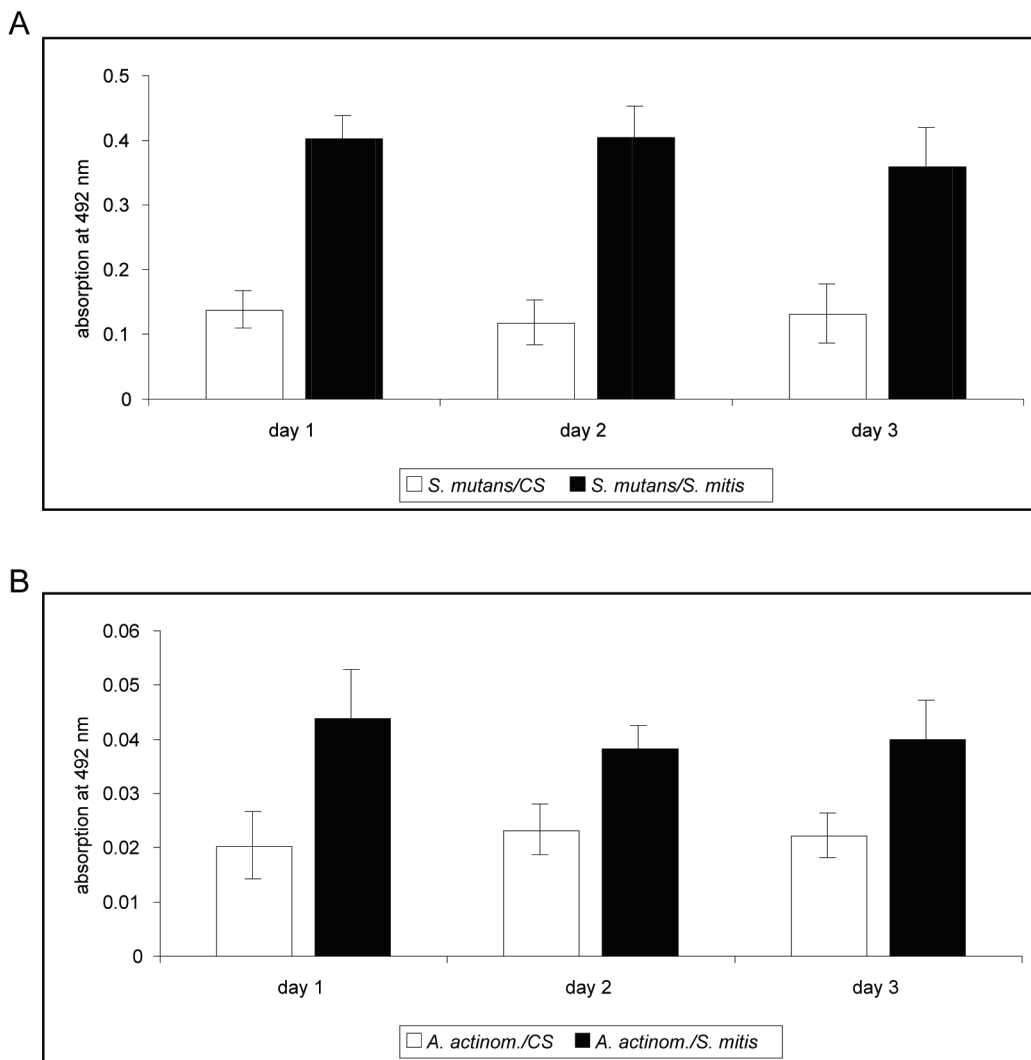 A
0.5
0.4
0.3
0.2
0.1
0
absorption at 492 nm
day 1 day 2 day 3
S. mutans/CS S. mutans/S. mitis
B
0.06
0.05
0.04
0.03
0.02
0.01
0
absorption at 492 nm
day 1 day 2 day 3
A. actinom./CS A. actinom./S. mitis